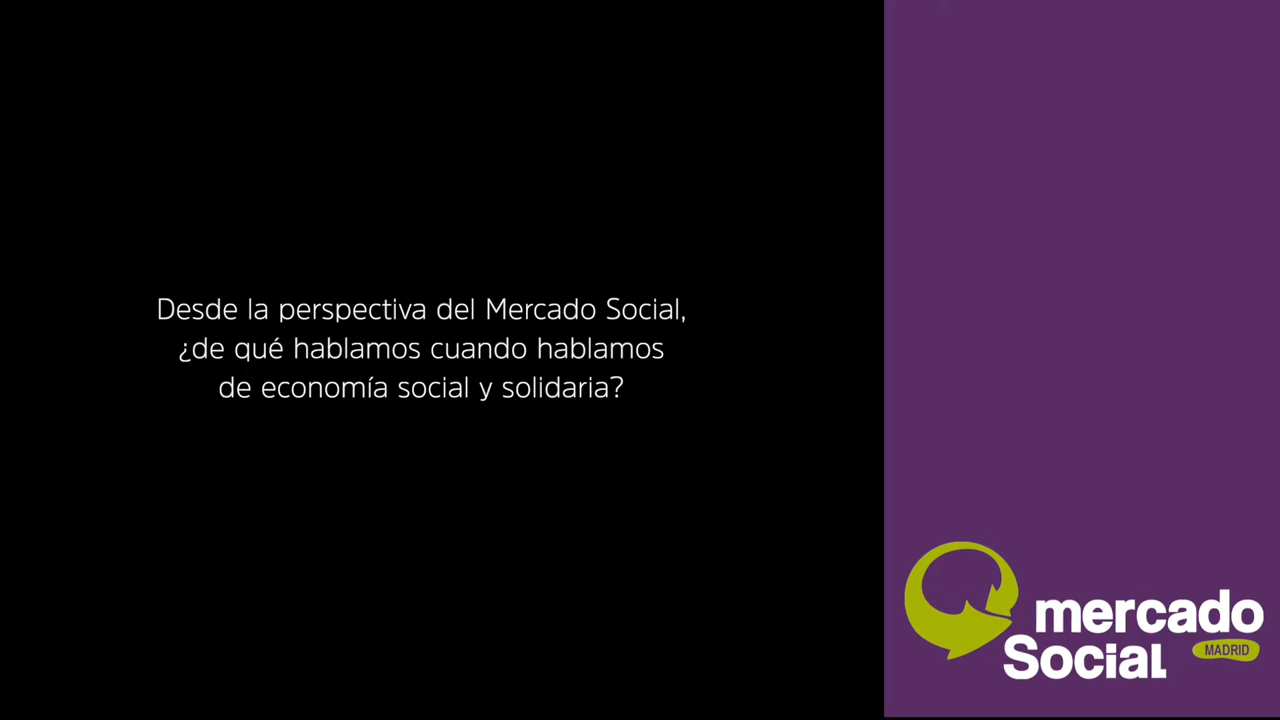 Desde la perspectiva del Mercado Social,
¿de qué hablamos cuando hablamos
de economía social y solidaria?
mercado
Social
MADRID